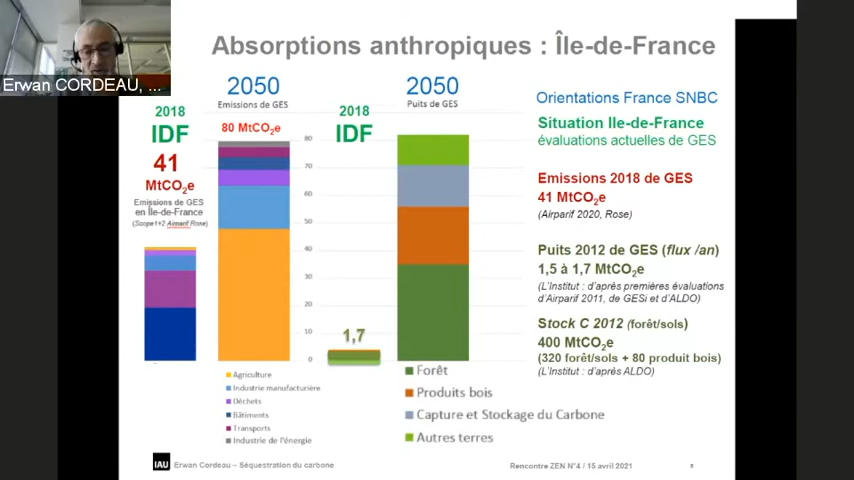 Erwan CORDEAU, ...
Absorptions anthropiques : Île-de-France
2018
IDF
41
MtCO2e
Emissions de GES
en Île-de-France
(Scope1+2 Airparif Rose)
2050
Emissions de GES
80 MtCO2e
2018
IDF
1,7
2050
Puits de GES
80
70
60
50
40
30
20
10
0
Agriculture
Industrie manufacturière
Déchets
Bâtiments
Transports
Industrie de l'énergie
Forêt
Produits bois
Capture et Stockage du Carbone
Autres terres
Orientations France SNBC
Situation Ile-de-France
évaluations actuelles de GES
Emissions 2018 de GES
41 MtCO2e
(Airparif 2020, Rose)
Puits 2012 de GES (flux /an)
1,5 à 1,7 MtCO2e
(L'Institut : d'après premières évaluations
d'Airparif 2011, de GESi et d'ALDO)
Stock C 2012 (forêt/sols)
400 MtCO2e
(320 forêt/sols + 80 produit bois)
(L'Institut : d'après ALDO)
IAU
Erwan Cordeau – Séquestration du carbone
Rencontre ZEN N°4 / 15 avril 2021